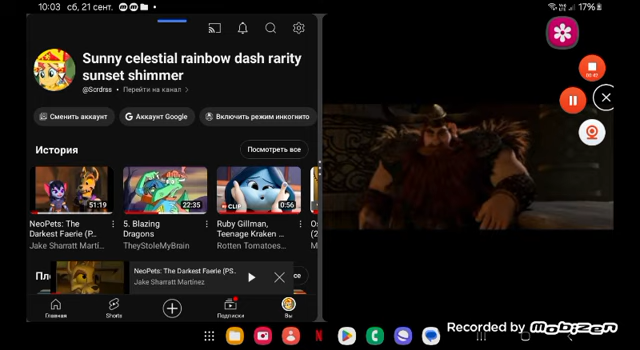 10:03 сб, 21 сент.
17%
Sunny celestial rainbow dash rarity
sunset shimmer
@Scrdrss • Перейти на канал >
Сменить аккаунт
Аккаунт Google
Включить режим инкогнито
История
Посмотреть все
51:19
22:35
CLIP
0:56
NeoPets: The
Darkest Faerie (P...
Jake Sharratt Martí...
5. Blazing
Dragons
TheyStoleMyBrain
Ruby Gillman,
Teenage Kraken ...
Rotten Tomatoes...
NeoPets: The Darkest Faerie (PS..
Jake Sharratt Martinez
Главная
Shorts
Подписки
Вы
Recorded by mobizen